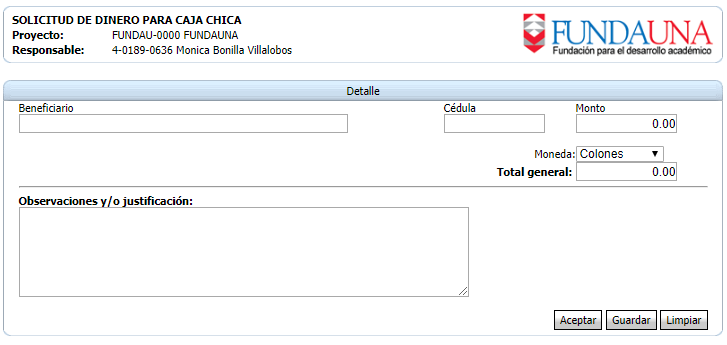 SOLICITUD DE DINERO PARA CAJA CHICA
Proyecto: FUNDAU-0000 FUNDAUNA
Responsable: 4-0189-0636 Monica Bonilla Villalobos
FUNDAUNA
Fundación para el desarrollo académico
Detalle
Beneficiario Cédula Monto
0.00
Moneda: Colones
Total general: 0.00
Observaciones y/o justificación:
Aceptar Guardar Limpiar